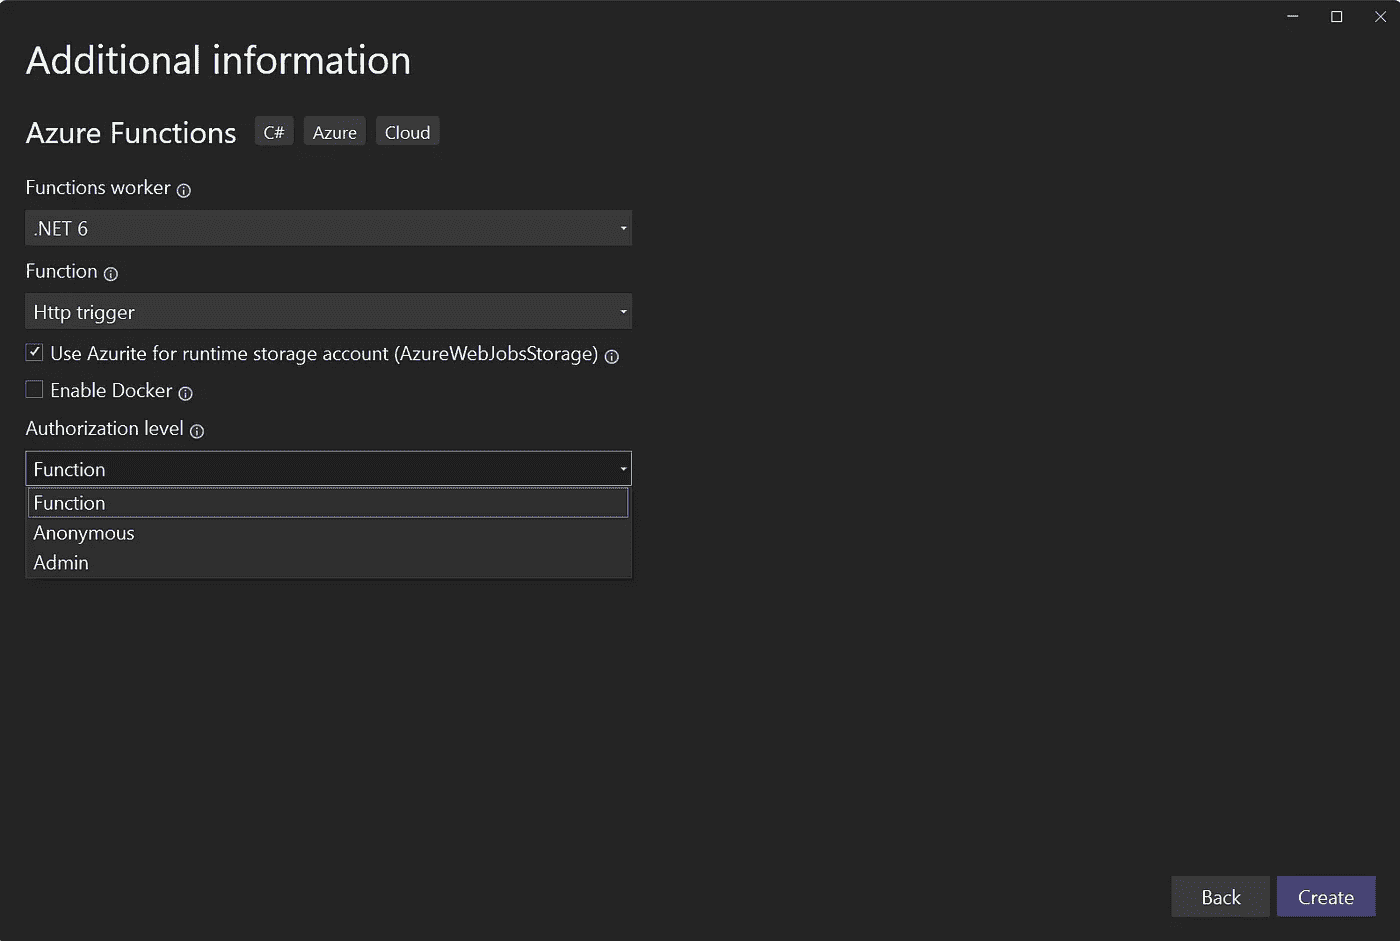 Additional information
Azure Functions C# Azure Cloud
Functions worker
.NET 6
Function
Http trigger
Use Azurite for runtime storage account (AzureWebJobsStorage)
Enable Docker
Authorization level
Function
Function
Anonymous
Admin
Back Create